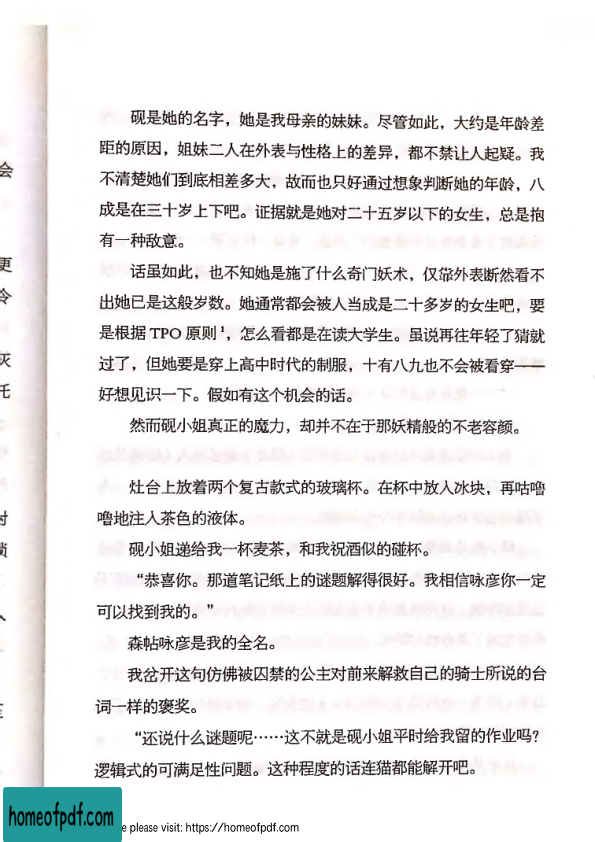 砚是她的名字，她是我母亲的妹妹。尽管如此，大约是年龄差
距的原因，姐妹二人在外表与性格上的差异，都不禁让人起疑。我
不清楚她们到底相差多大，故而也只好通过想象判断她的年龄，八
成是在三十岁上下吧。证据就是她对二十五岁以下的女生，总是抱
有一种敌意。
话虽如此，也不知她是施了什么奇门妖术，仅靠外表断然看不
出她已是这般岁数。她通常都会被人当成是二十多岁的女生吧，要
是根据 TPO 原则¹，怎么看都是在读大学生。虽说再往年轻了猜就
过了，但她要是穿上高中时代的制服，十有八九也不会被看穿——
好想见识一下。假如有这个机会的话。
然而砚小姐真正的魔力，却并不在于那妖精般的不老容颜。
灶台上放着两个复古款式的玻璃杯。在杯中放入冰块，再咕噜
噜地注入茶色的液体。
砚小姐递给我一杯麦茶，和我祝酒似的碰杯。
“恭喜你。那道笔记纸上的谜题解得很好。我相信咏彦你一定
可以找到我的。”
森帖咏彦是我的全名。
我岔开这句仿佛被囚禁的公主对前来解救自己的骑士所说的台
词一样的褒奖。
“还说什么谜题呢……这不就是砚小姐平时给我留的作业吗？
逻辑式的可满足性问题。这种程度的话连猫都能解开吧。
会
更
令
灰
托
对
锁
homeofpdf.com
e please visit: https://homeofpdf.com